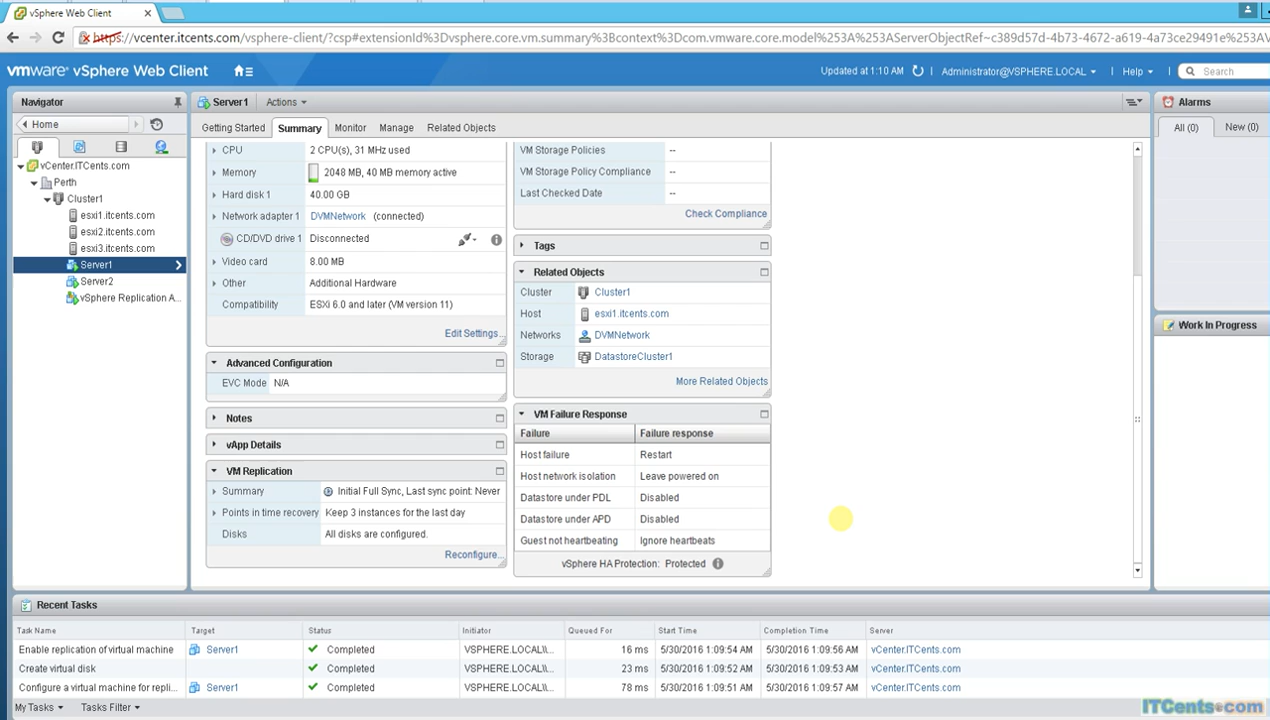 vSphere Web Client
https://vcenter.itcents.com/vsphere-client/?csp#extensionId%3Dvsphere.core.vm.summary%3Bcontext%3Dcom.vmware.core.model%253A%253AServerObjectRef~c389d57d-4b73-4672-a619-4a73ce29491e%253A
vmware® vSphere Web Client
Updated at 1:10 AM
Administrator@VSPHERE.LOCAL
Help
Search
Navigator
Home
vCenter.ITCents.com
Perth
Cluster1
esxi1.itcents.com
esxi2.itcents.com
esxi3.itcents.com
Server1
Server2
vSphere Replication A...
Server1 Actions
Getting Started Summary Monitor Manage Related Objects
CPU 2 CPU(s), 31 MHz used
Memory 2048 MB, 40 MB memory active
Hard disk 1 40.00 GB
Network adapter 1 DVMNetwork (connected)
CD/DVD drive 1 Disconnected
Video card 8.00 MB
Other Additional Hardware
Compatibility ESXi 6.0 and later (VM version 11)
Edit Settings...
Advanced Configuration
EVC Mode N/A
Notes
vApp Details
VM Replication
Summary Initial Full Sync, Last sync point: Never
Points in time recovery Keep 3 instances for the last day
Disks All disks are configured.
Reconfigure...
VM Storage Policies --
VM Storage Policy Compliance --
Last Checked Date --
Check Compliance
Tags
Related Objects
Cluster Cluster1
Host esxi1.itcents.com
Networks DVMNetwork
Storage DatastoreCluster1
More Related Objects
VM Failure Response
Failure Failure response
Host failure Restart
Host network isolation Leave powered on
Datastore under PDL Disabled
Datastore under APD Disabled
Guest not heartbeating Ignore heartbeats
vSphere HA Protection: Protected
Alarms
All (0) New (0)
Work In Progress
Recent Tasks
Task Name Target Status Initiator Queued For Start Time Completion Time Server
Enable replication of virtual machine Server1 Completed VSPHERE.LOCAL\\... 16 ms 5/30/2016 1:09:54 AM 5/30/2016 1:09:56 AM vCenter.ITCents.com
Create virtual disk Completed VSPHERE.LOCAL\\... 23 ms 5/30/2016 1:09:52 AM 5/30/2016 1:09:53 AM vCenter.ITCents.com
Configure a virtual machine for repli... Server1 Completed VSPHERE.LOCAL\\... 78 ms 5/30/2016 1:09:51 AM 5/30/2016 1:09:57 AM vCenter.ITCents.com
My Tasks Tasks Filter
ITCents.com